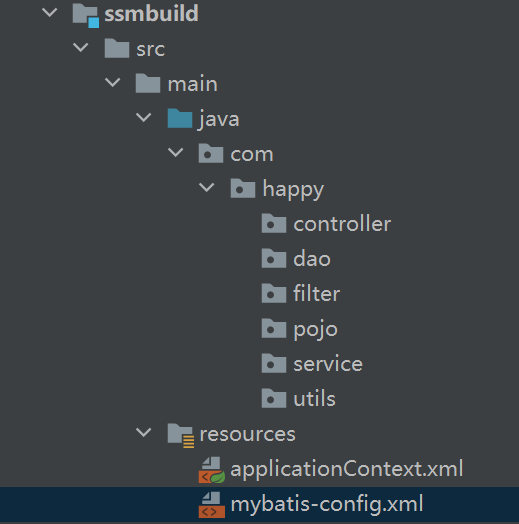 ssmbuild
src
main
java
com
happy
controller
dao
filter
pojo
service
utils
resources
applicationContext.xml
mybatis-config.xml